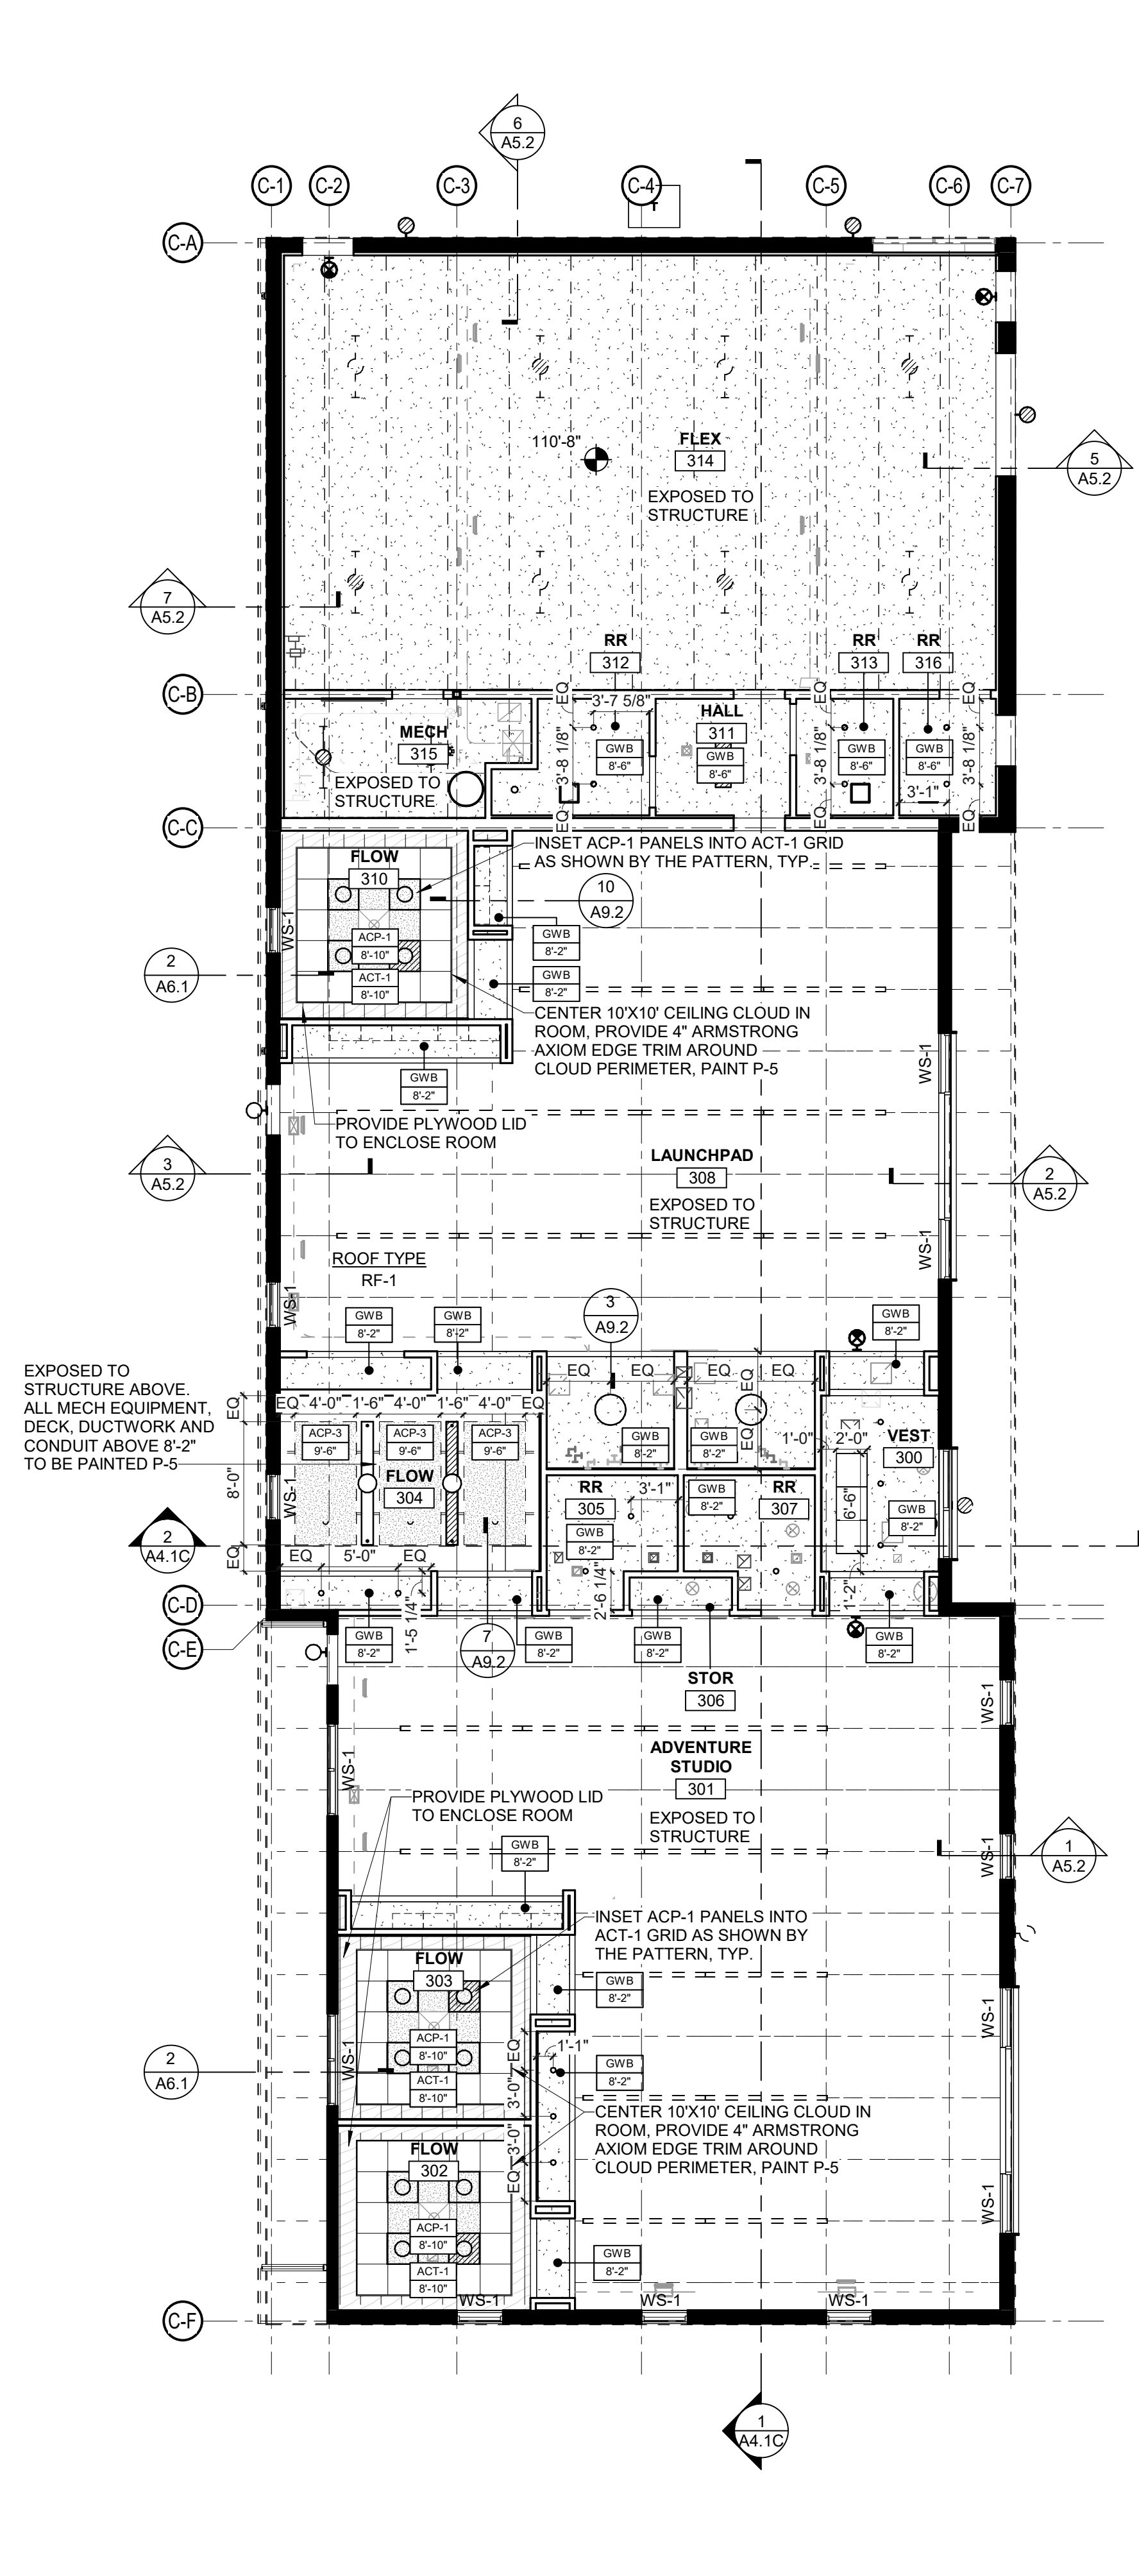 6
A5.2
C-1
C-2
C-3
C-4
C-5
C-6
C-7
T
C-A
110'-8"
FLEX
314
EXPOSED TO
STRUCTURE
5
A5.2
7
A5.2
RR
312
RR
313
RR
316
C-B
EQ
3'-7 5/8"
EQ
EQ
MECH
315
EXPOSED TO
STRUCTURE
3'-8 1/8"
GWB
8'-6"
HALL
311
GWB
8'-6"
3'-8 1/8"
GWB
8'-6"
GWB
8'-6"
3'-8 1/8"
3'-1"
EQ
EQ
EQ
C-C
INSET ACP-1 PANELS INTO ACT-1 GRID
AS SHOWN BY THE PATTERN, TYP.
FLOW
310
10
A9.2
WS-1
ACP-1
8'-10"
ACT-1
8'-10"
GWB
8'-2"
GWB
8'-2"
2
A6.1
CENTER 10'X10' CEILING CLOUD IN
ROOM, PROVIDE 4" ARMSTRONG
AXIOM EDGE TRIM AROUND
CLOUD PERIMETER, PAINT P-5
WS-1
GWB
8'-2"
PROVIDE PLYWOOD LID
TO ENCLOSE ROOM
3
A5.2
LAUNCHPAD
308
EXPOSED TO
STRUCTURE
2
A5.2
WS-1
ROOF TYPE
RF-1
WS-1
GWB
8'-2"
GWB
8'-2"
3
A9.2
GWB
8'-2"
EXPOSED TO
STRUCTURE ABOVE.
ALL MECH EQUIPMENT,
DECK, DUCTWORK AND
CONDUIT ABOVE 8'-2"
TO BE PAINTED P-5
EQ
EQ
EQ
EQ
EQ
EQ
EQ 4'-0" 1'-6" 4'-0" 1'-6" 4'-0" EQ
ACP-3
9'-6"
ACP-3
9'-6"
ACP-3
9'-6"
GWB
8'-2"
GWB
8'-2"
EQ
1'-0"
2'-0"
VEST
300
8'-0"
WS-1
FLOW
304
RR
305
3'-1"
GWB
8'-2"
RR
307
6'-6"
GWB
8'-2"
GWB
8'-2"
2
A4.1C
EQ
EQ
5'-0"
EQ
2'-6 1/4"
1'-2"
1'-5 1/4"
C-D
C-E
GWB
8'-2"
7
A9.2
GWB
8'-2"
GWB
8'-2"
GWB
8'-2"
STOR
306
WS-1
ADVENTURE
STUDIO
301
EXPOSED TO
STRUCTURE
WS-1
PROVIDE PLYWOOD LID
TO ENCLOSE ROOM
GWB
8'-2"
WS-1
1
A5.2
INSET ACP-1 PANELS INTO
ACT-1 GRID AS SHOWN BY
THE PATTERN, TYP.
FLOW
303
GWB
8'-2"
WS-1
ACP-1
8'-10"
ACT-1
8'-10"
WS-1
EQ
1'-1"
3'-0"
GWB
8'-2"
2
A6.1
CENTER 10'X10' CEILING CLOUD IN
ROOM, PROVIDE 4" ARMSTRONG
AXIOM EDGE TRIM AROUND
CLOUD PERIMETER, PAINT P-5
FLOW
302
3'-0"
EQ
WS-1
ACP-1
8'-10"
ACT-1
8'-10"
GWB
8'-2"
WS-1
WS-1
WS-1
C-F
1
A4.1C